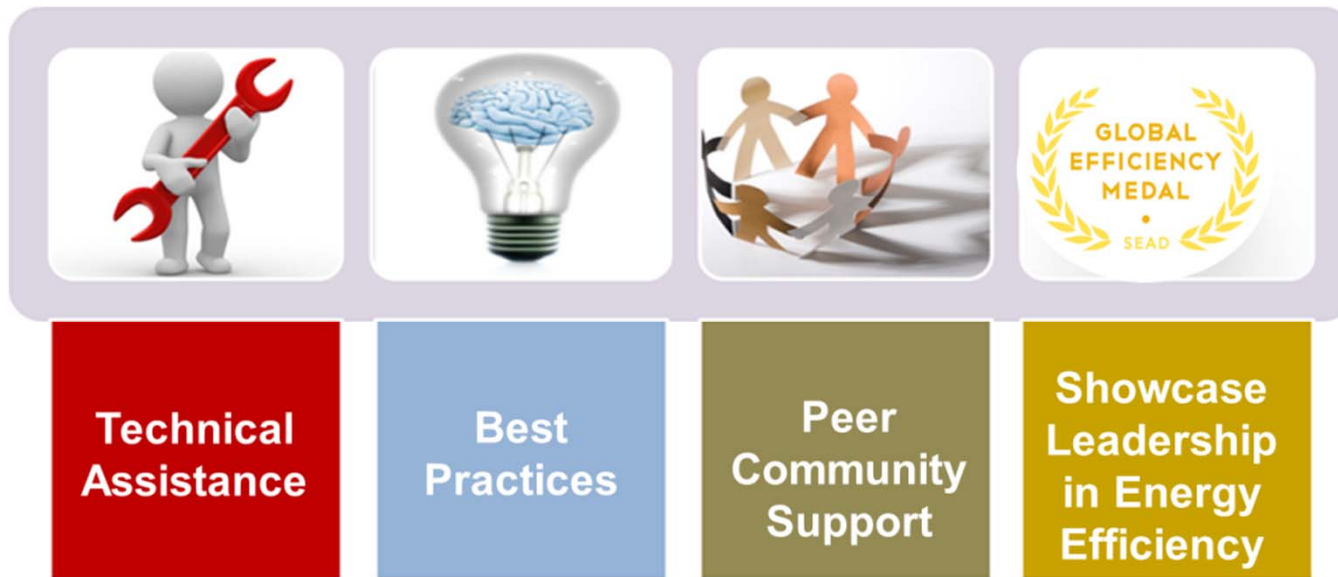 GLOBAL
EFFICIENCY
MEDAL
SEAD
Technical
Assistance
Best
Practices
Peer
Community
Support
Showcase
Leadership
in Energy
Efficiency